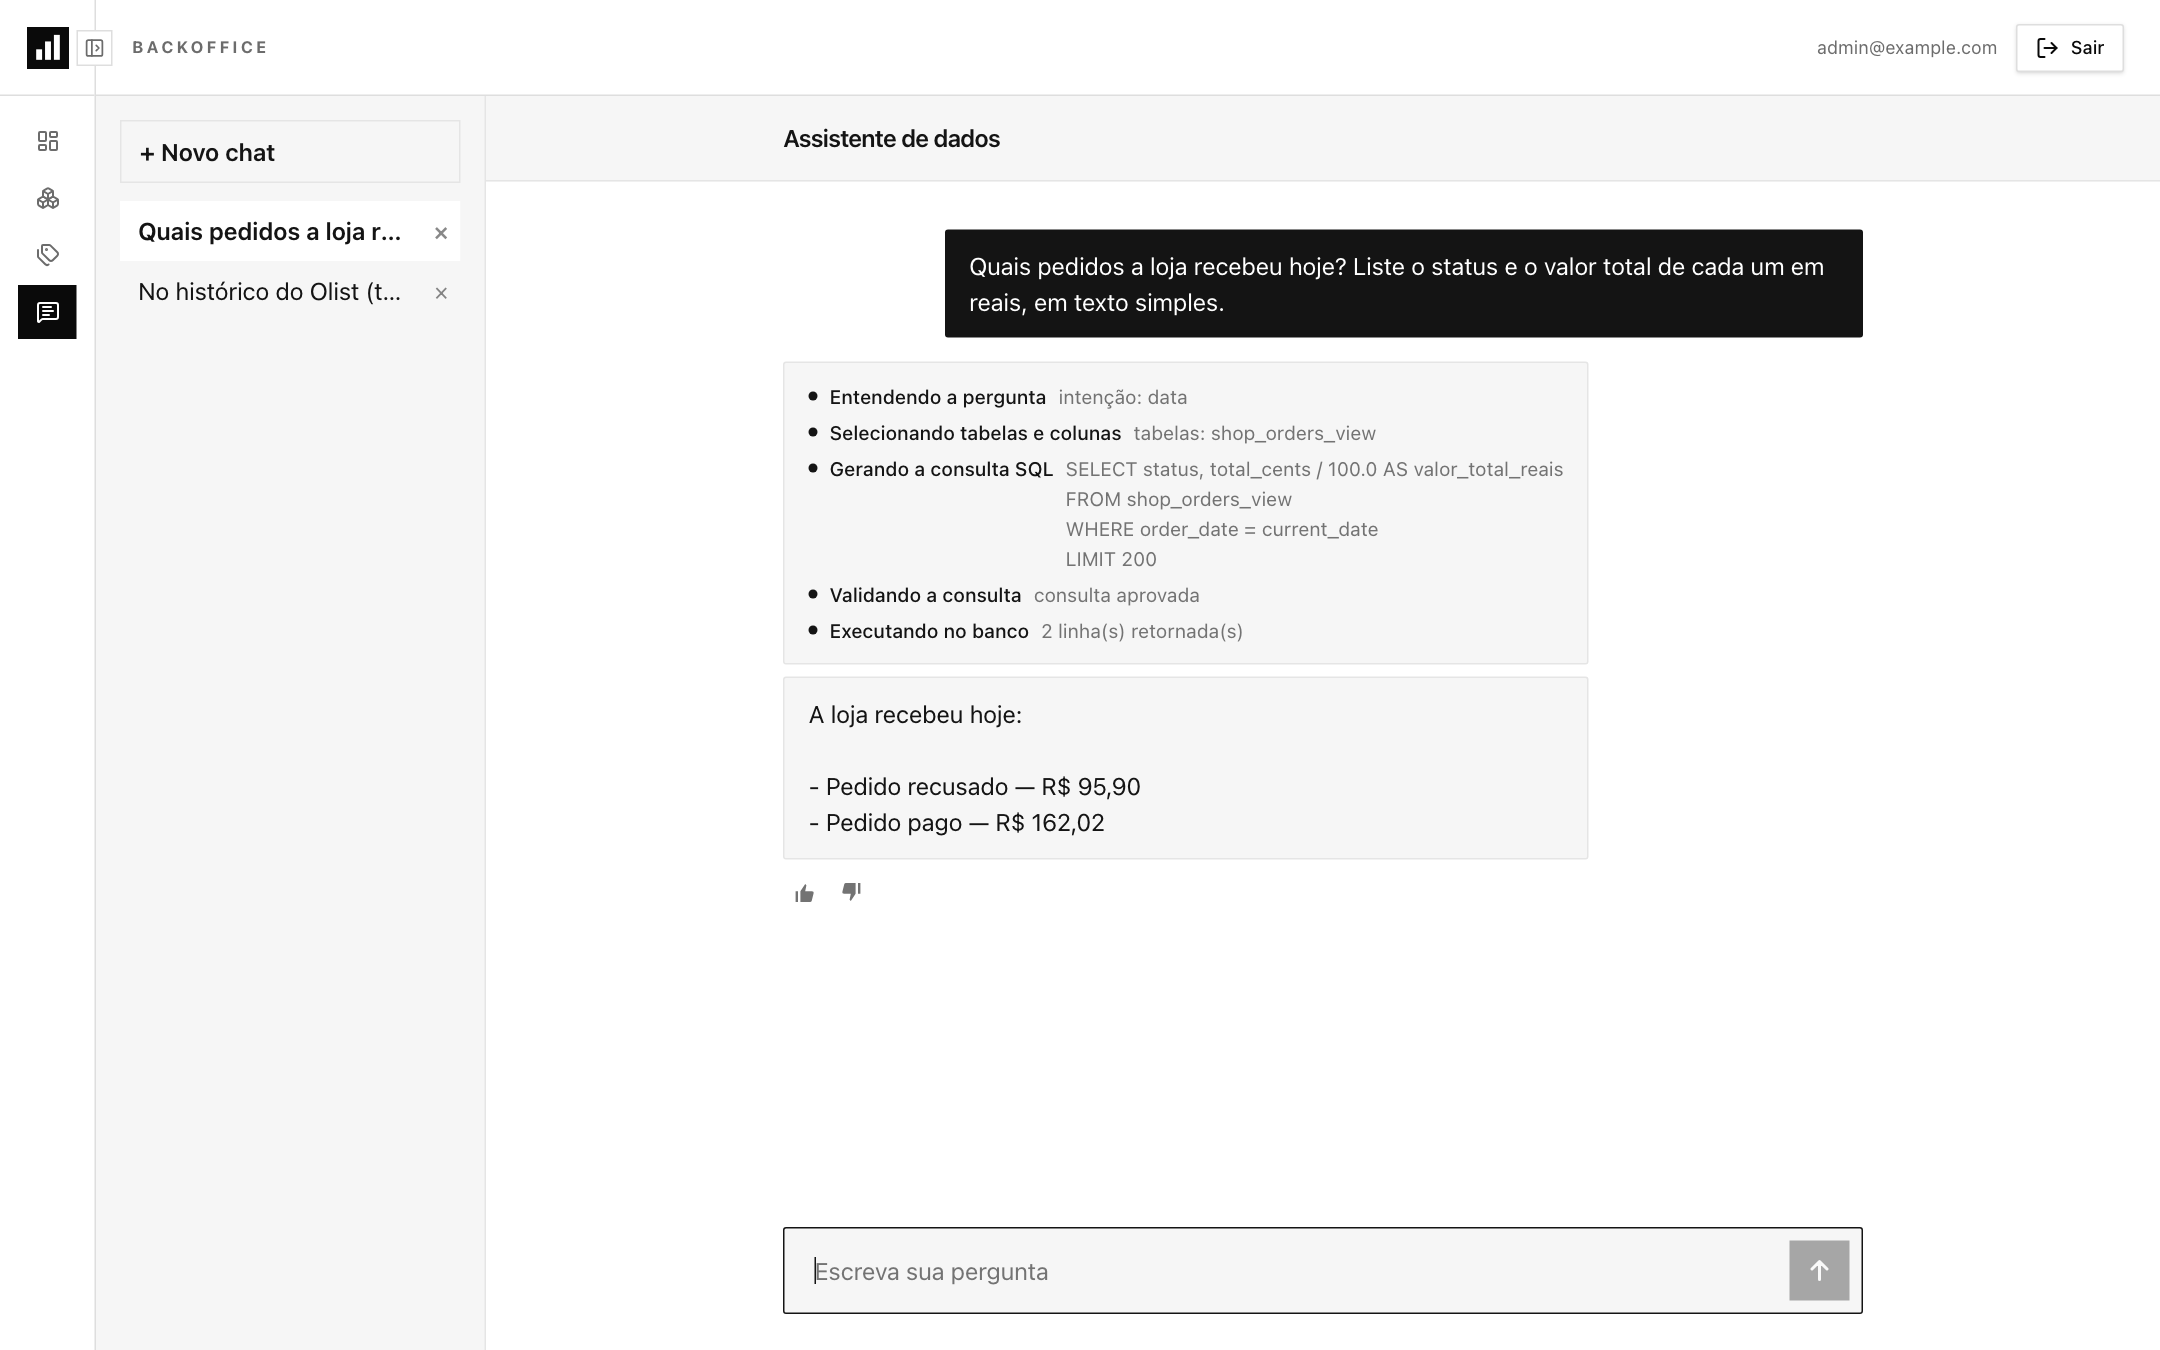 BACKOFFICE
admin@example.com
Sair
+ Novo chat
Quais pedidos a loja r... ×
No histórico do Olist (t... ×
Assistente de dados
Quais pedidos a loja recebeu hoje? Liste o status e o valor total de cada um em
reais, em texto simples.
Entendendo a pergunta intenção: data
Selecionando tabelas e colunas tabelas: shop_orders_view
Gerando a consulta SQL SELECT status, total_cents / 100.0 AS valor_total_reais
FROM shop_orders_view
WHERE order_date = current_date
LIMIT 200
Validando a consulta consulta aprovada
Executando no banco 2 linha(s) retornada(s)
A loja recebeu hoje:
- Pedido recusado — R$ 95,90
- Pedido pago — R$ 162,02
Escreva sua pergunta